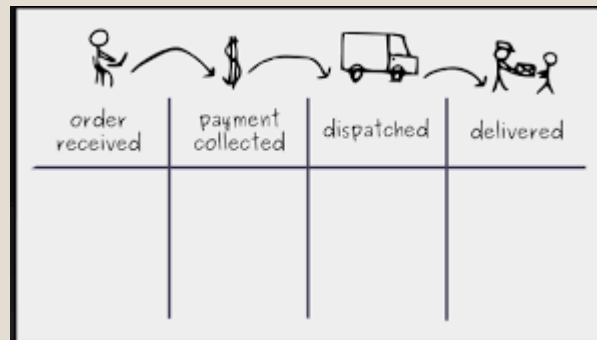 $
order
received
payment
collected
dispatched
delivered